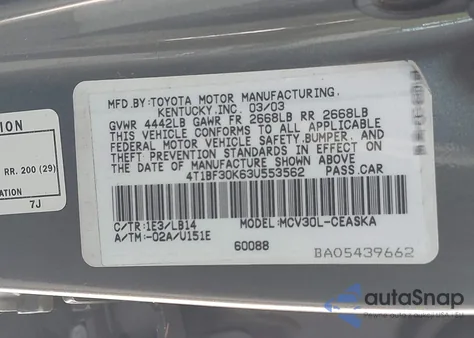 MFD.BY:TOYOTA MOTOR MANUFACTURING,
KENTUCKY,INC. 03/03
GVWR 4442LB GAWR FR 2668LB RR 2668LB
THIS VEHICLE CONFORMS TO ALL APPLICABLE
FEDERAL MOTOR VEHICLE SAFETY,BUMPER, AND
THEFT PREVENTION STANDARDS IN EFFECT ON
THE DATE OF MANUFACTURE SHOWN ABOVE.
4T1BF30K63U553562 PASS.CAR
C/TR:1E3/LB14 MODEL:MCV30L-CEASKA
A/TM:-02A/U151E
60088
BA05439662
ION
RR. 200 (29)
7J
autoSnap